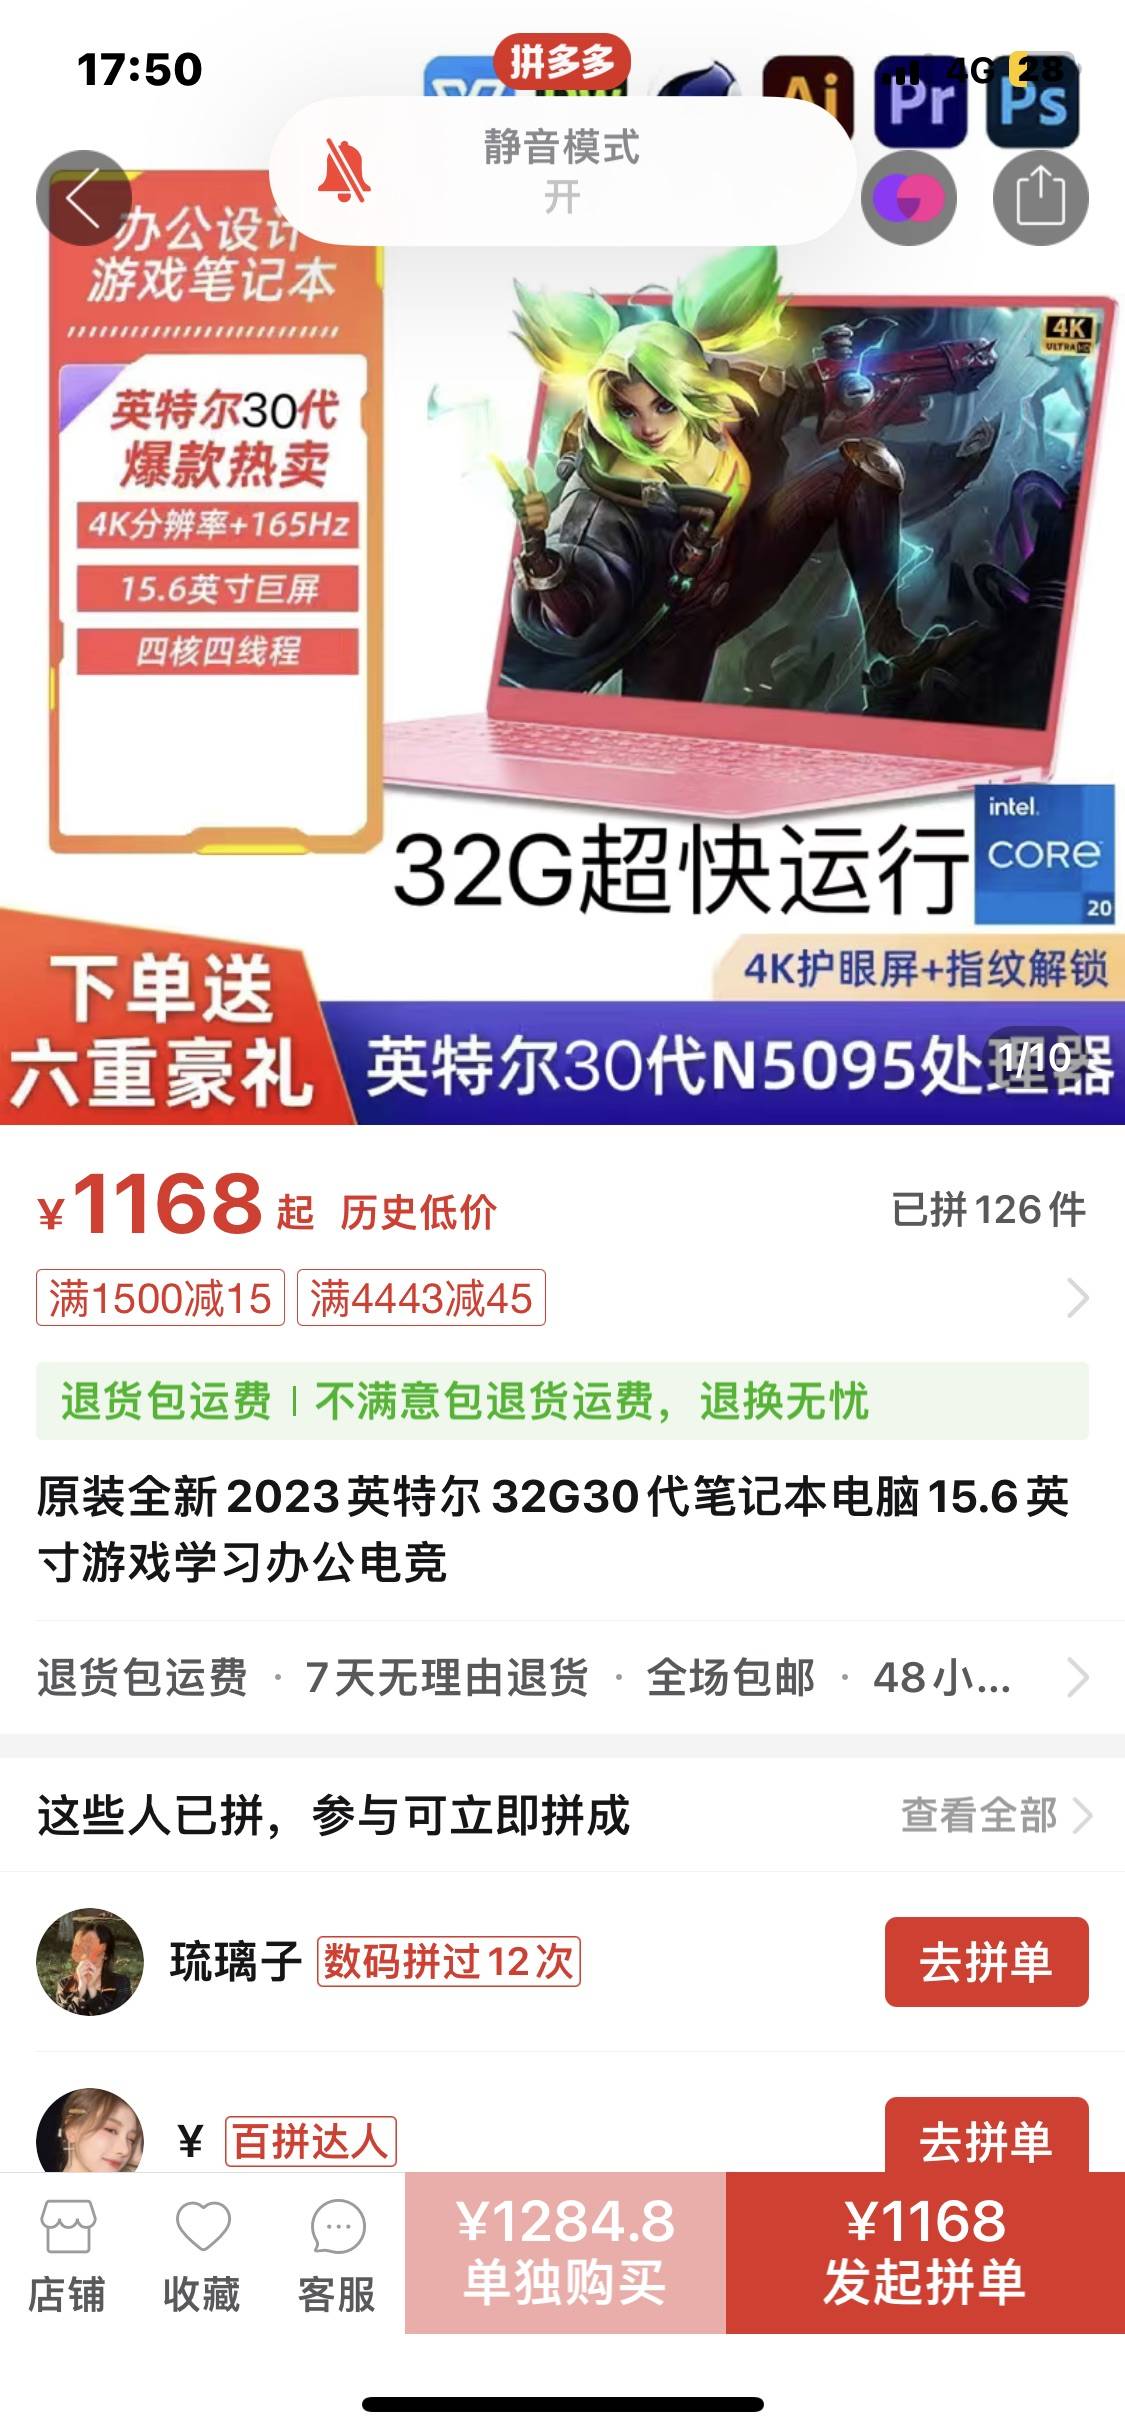 17:50
拼多多
4G
28
Ai
Pr
Ps
静音模式
开
办公设计
游戏笔记本
英特尔30代
爆款热卖
4K分辨率+165Hz
15.6英寸巨屏
四核四线程
4K
ULTRA HD
32G超快运行
intel.
CORE
20
4K护眼屏+指纹解锁
下单送
六重豪礼
英特尔30代N5095处理器
1/10
¥1168起 历史低价
已拼126件
满1500减15
满4443减45
退货包运费 | 不满意包退货运费，退换无忧
原装全新2023英特尔32G30代笔记本电脑15.6英
寸游戏学习办公电竞
退货包运费 · 7天无理由退货 · 全场包邮 · 48小...
这些人已拼，参与可立即拼成
查看全部
琉璃子 数码拼过12次
去拼单
¥ 百拼达人
去拼单
店铺
收藏
客服
¥1284.8
单独购买
¥1168
发起拼单